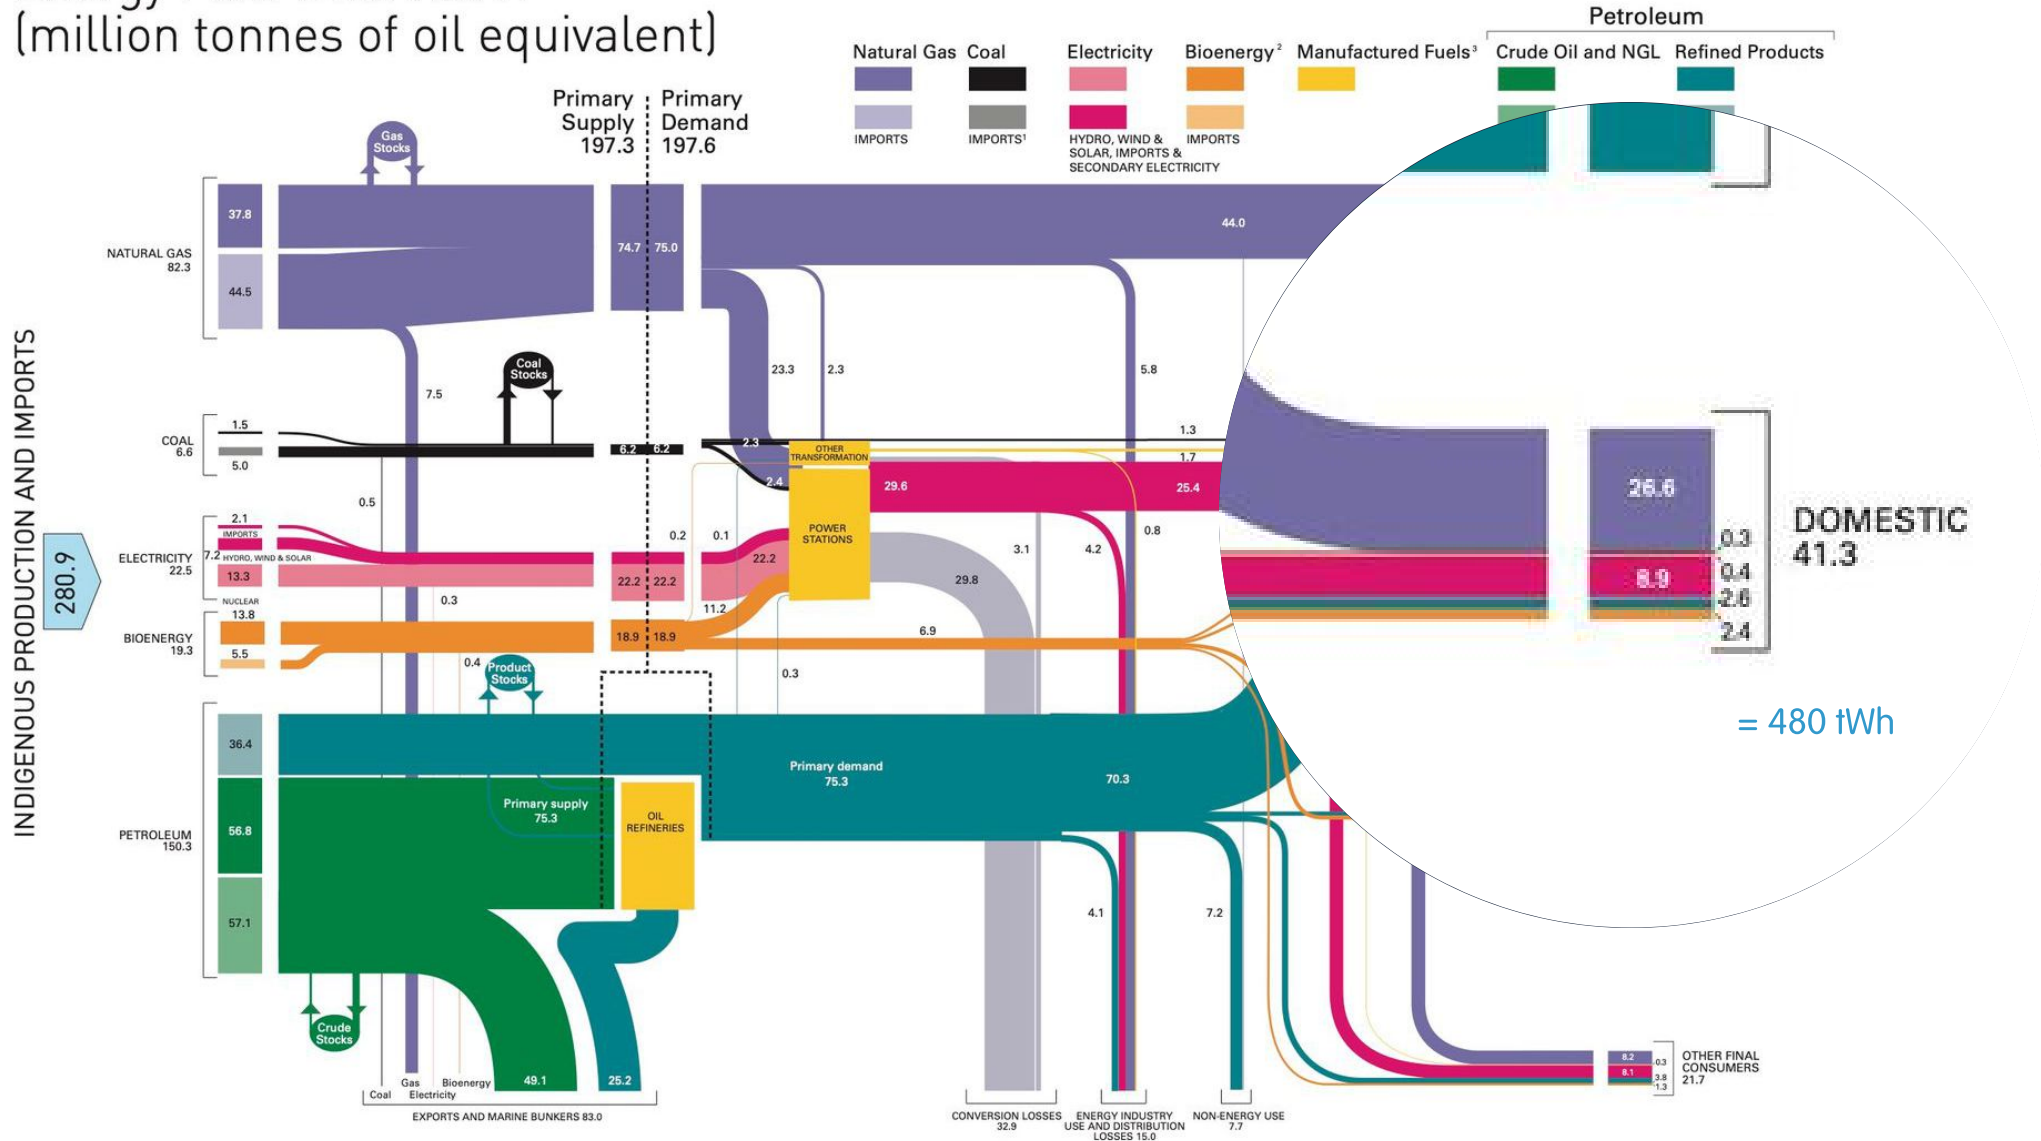 (million tonnes of oil equivalent)
Petroleum
Natural Gas
Coal
Electricity
Bioenergy²
Manufactured Fuels³
Crude Oil and NGL
Refined Products
IMPORTS
IMPORTS¹
HYDRO, WIND &
SOLAR, IMPORTS &
SECONDARY ELECTRICITY
IMPORTS
Primary
Supply
197.3
Primary
Demand
197.6
INDIGENOUS PRODUCTION AND IMPORTS
280.9
Gas
Stocks
NATURAL GAS
82.3
37.8
44.5
74.7
75.0
44.0
7.5
23.3
2.3
5.8
Coal
Stocks
COAL
6.6
1.5
5.0
6.2
6.2
2.3
2.4
1.3
1.7
OTHER
TRANSFORMATION
0.5
ELECTRICITY
22.5
2.1
IMPORTS
7.2
HYDRO, WIND & SOLAR
13.3
NUCLEAR
22.2
22.2
22.2
0.2
0.1
POWER
STATIONS
29.6
25.4
3.1
4.2
0.8
29.8
0.3
11.2
BIOENERGY
19.3
13.8
5.5
18.9
18.9
6.9
0.4
0.3
Product
Stocks
PETROLEUM
150.3
36.4
56.8
57.1
Primary supply
75.3
OIL
REFINERIES
Primary demand
75.3
70.3
4.1
7.2
Crude
Stocks
49.1
25.2
Coal
Gas
Electricity
Bioenergy
EXPORTS AND MARINE BUNKERS 83.0
CONVERSION LOSSES
32.9
ENERGY INDUSTRY
USE AND DISTRIBUTION
LOSSES 15.0
NON-ENERGY USE
7.7
26.6
0.3
0.4
8.9
2.6
2.4
DOMESTIC
41.3
= 480 tWh
8.2
0.3
8.1
3.8
1.3
OTHER FINAL
CONSUMERS
21.7